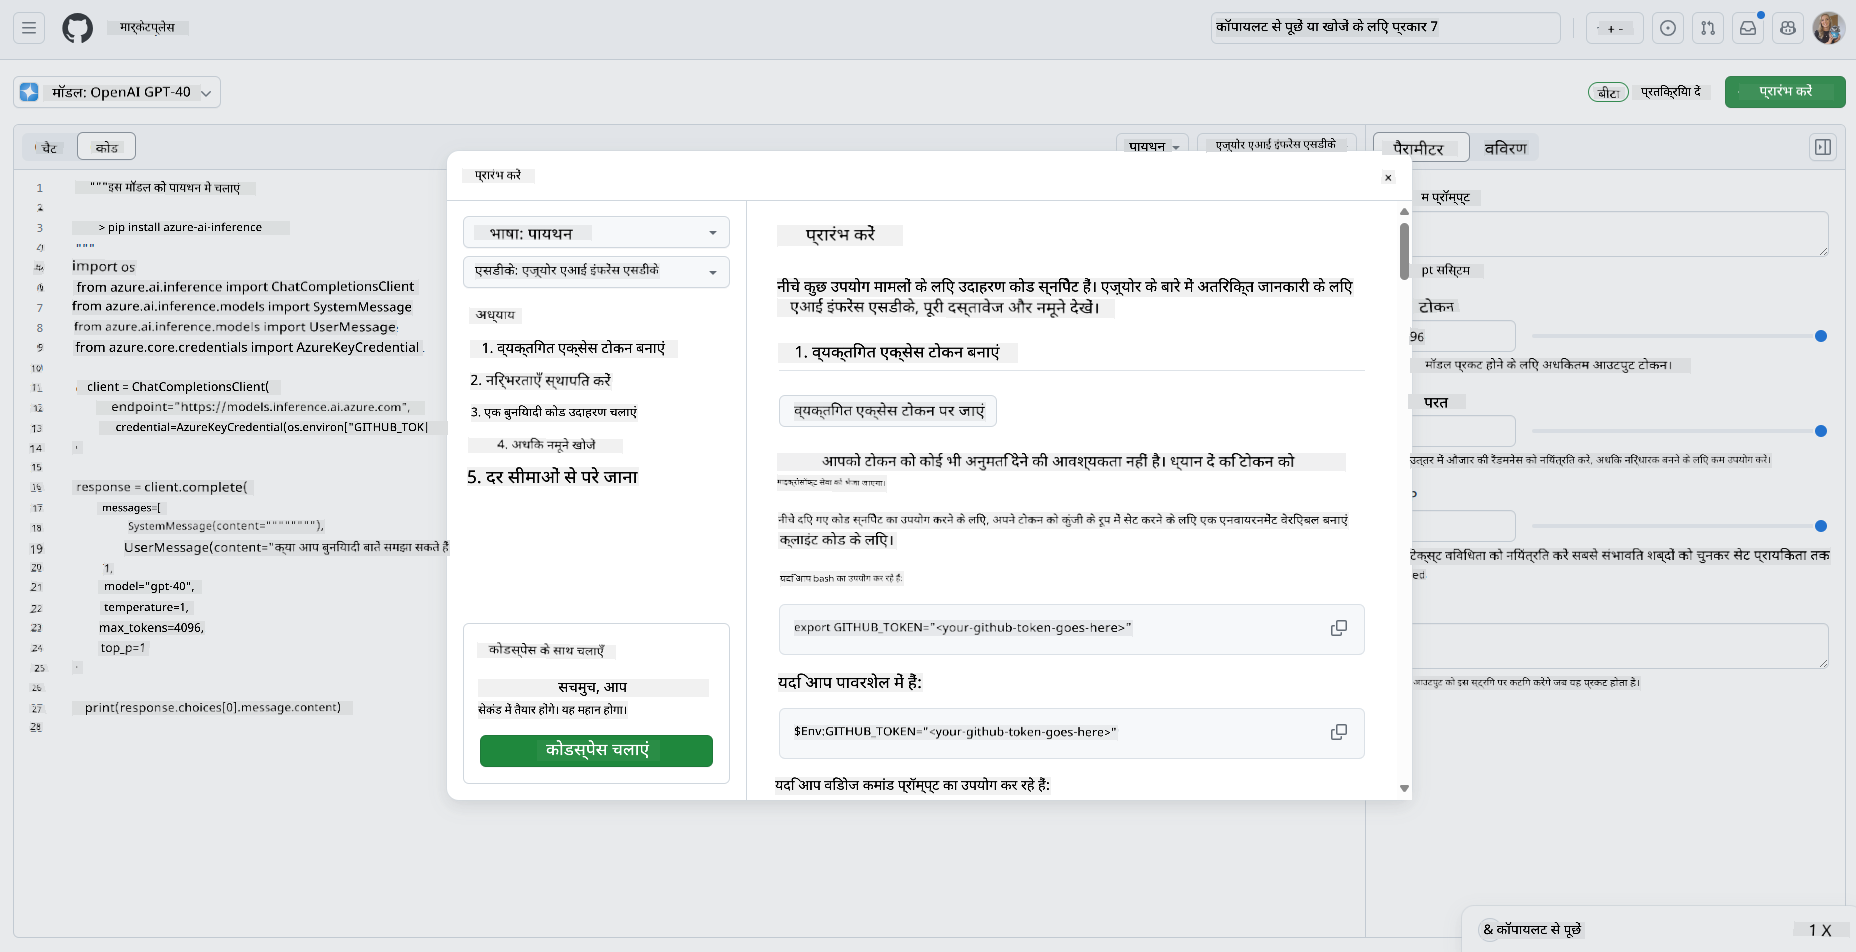 मार्केटप्लेस
कॉपायलट से पूछें या खोजें के लिए प्रकार 7
मॉडल: OpenAI GPT-40
बीटा
प्रतिक्रिया दें
प्रारंभ करें
चैट
कोड
पायथन
एज़्योर एआई इंफरेंस एसडीके
पैरामीटर
विवरण
1 """इस मॉडल को पायथन में चलाएं
2
3 > pip install azure-ai-inference
4 """
import os
6 from azure.ai.inference import ChatCompletionsClient
7 from azure.ai.inference.models import SystemMessage
8 from azure.ai.inference.models import UserMessage
9 from azure.core.credentials import AzureKeyCredential
10
11 client = ChatCompletionsClient(
12 endpoint="https://models.inference.ai.azure.com",
13 credential=AzureKeyCredential(os.environ["GITHUB_TOK
14
15
16 response = client.complete(
17 messages=[
18 SystemMessage(content=""""""""),
19 UserMessage(content="क्या आप बुनियादी बातें समझा सकते हैं
20 1,
21 model="gpt-40",
22 temperature=1,
23 max_tokens=4096,
24 top_p=1
25
26
27 print(response.choices[0].message.content)
28
प्रारंभ करें
×
भाषा: पायथन
एसडीके: एज़्योर एआई इंफरेंस एसडीके
अध्याय
1. व्यक्तिगत एक्सेस टोकन बनाएं
2. निर्भरताएँ स्थापित करें
3. एक बुनियादी कोड उदाहरण चलाएं
4. अधिक नमूने खोजें
5. दर सीमाओं से परे जाना
कोडस्पेस के साथ चलाएँ
सचमुच, आप
सेकंड में तैयार होंगे। यह महान होगा।
कोडस्पेस चलाएं
प्रारंभ करें
नीचे कुछ उपयोग मामलों के लिए उदाहरण कोड स्निपेट हैं। एज़्योर के बारे में अतिरिक्त जानकारी के लिए
एआई इंफरेंस एसडीके, पूरी दस्तावेज और नमूने देखें।
1. व्यक्तिगत एक्सेस टोकन बनाएं
व्यक्तिगत एक्सेस टोकन पर जाएं
आपको टोकन को कोई भी अनुमति देने की आवश्यकता नहीं है। ध्यान दें कि टोकन को
माइक्रोसॉफ्ट सेवा को भेजा जाएगा।
नीचे दिए गए कोड स्निपेट का उपयोग करने के लिए, अपने टोकन को कुंजी के रूप में सेट करने के लिए एक एनवायरनमेंट वेरिएबल बनाएं
क्लाइंट कोड के लिए।
यदि आप bash का उपयोग कर रहे हैं:
export GITHUB_TOKEN="<your-github-token-goes-here>"
यदि आप पावरशेल में हैं:
$Env:GITHUB_TOKEN="<your-github-token-goes-here>"
यदि आप विंडोज कमांड प्रॉम्प्ट का उपयोग कर रहे हैं:
म प्रॉम्प्ट
pt सिस्टम
टोकन
96
मॉडल प्रकट होने के लिए अधिकतम आउटपुट टोकन।
परत
उत्तर में औजार की रैंडमनेस को नियंत्रित करें, अधिक निर्धारक बनने के लिए कम उपयोग करें।
टेक्स्ट विविधता को नियंत्रित करें सबसे संभावित शब्दों को चुनकर सेट प्रायिकता तक
ed
आउटपुट को इस स्ट्रिंग पर कटिंग करेंगे जब वह प्रकट होता है।
& कॉपायलट से पूछें
1 X